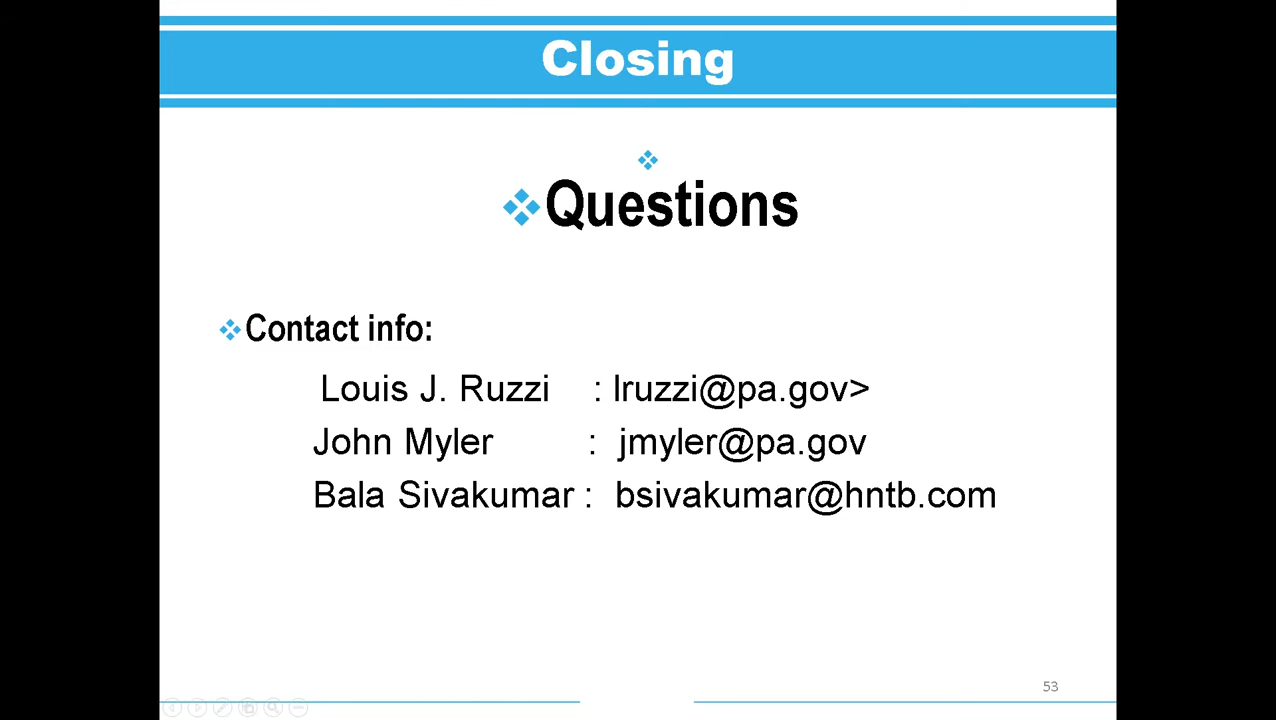 Closing
❖
❖Questions
❖Contact info:
Louis J. Ruzzi : lruzzi@pa.gov>
John Myler : jmyler@pa.gov
Bala Sivakumar : bsivakumar@hntb.com
53